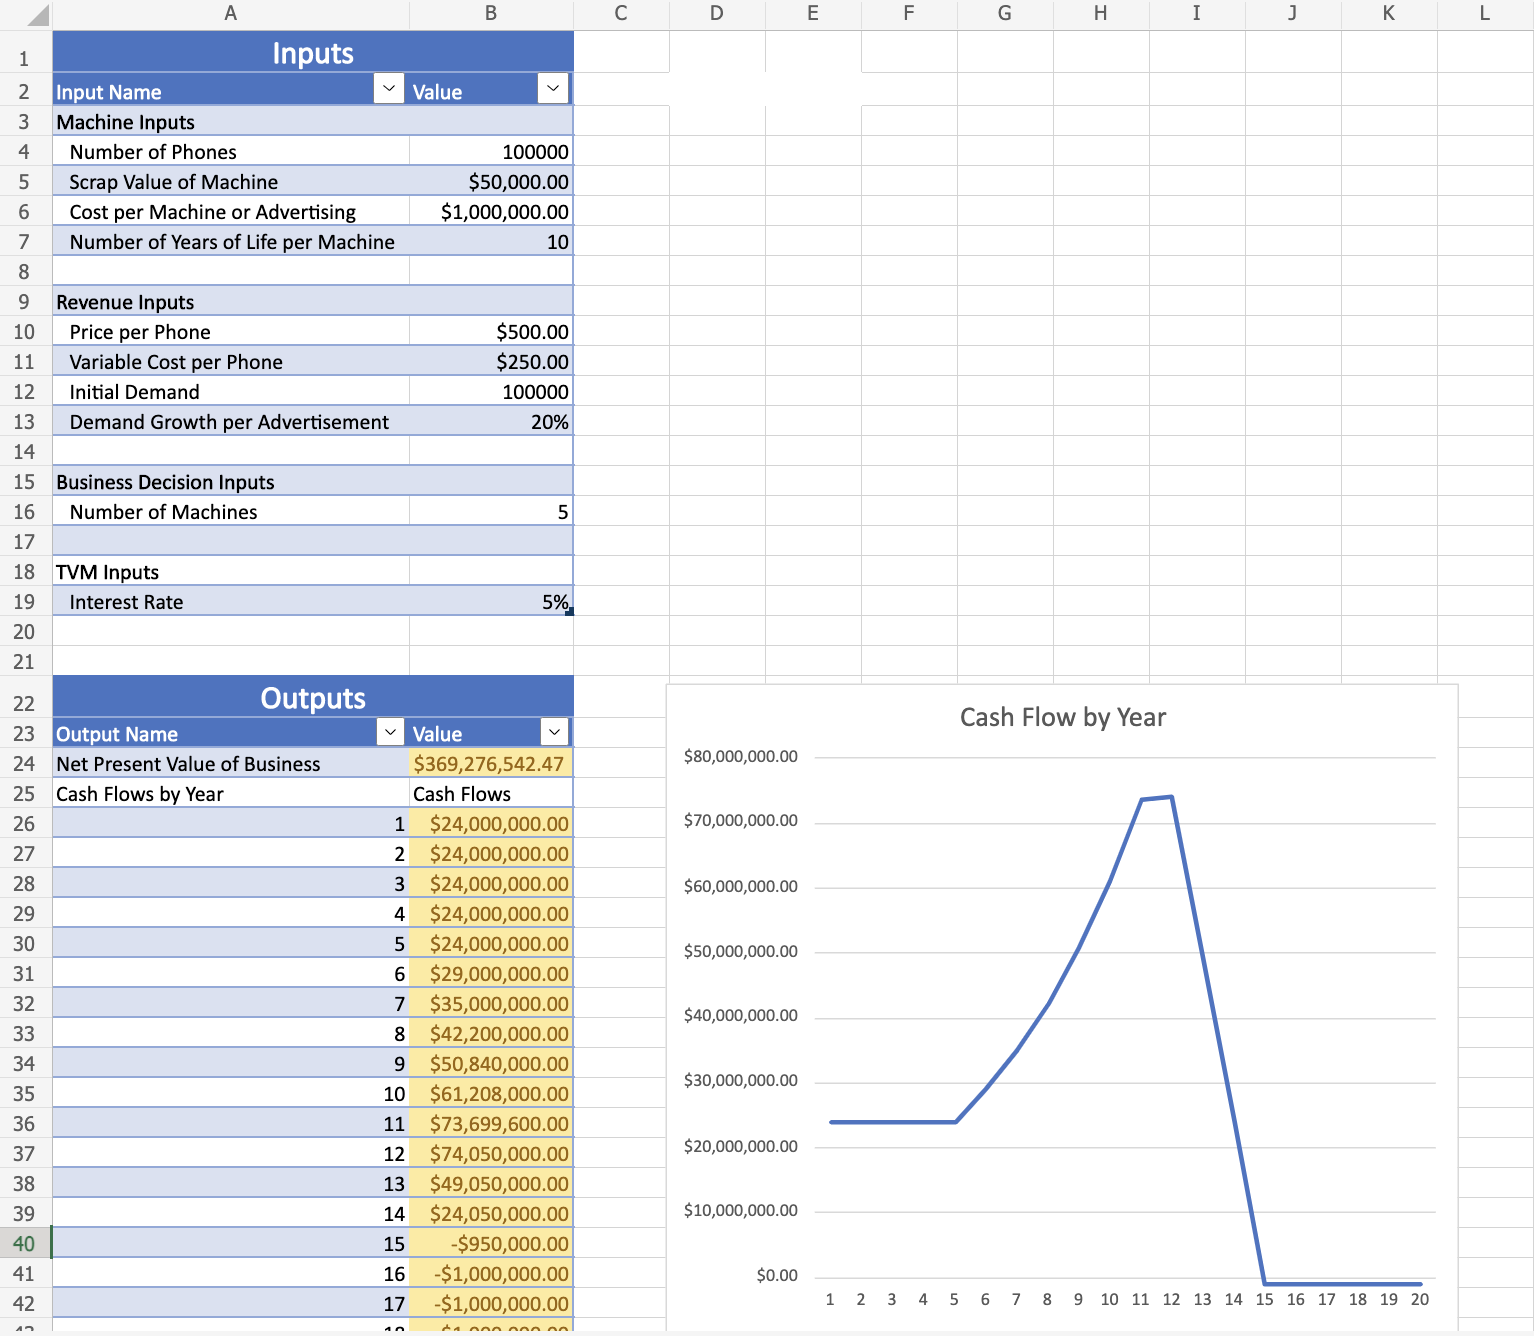 A B C D E F G H I J K L
1 Inputs
2 Input Name Value
3 Machine Inputs
4 Number of Phones 100000
5 Scrap Value of Machine $50,000.00
6 Cost per Machine or Advertising $1,000,000.00
7 Number of Years of Life per Machine 10
8
9 Revenue Inputs
10 Price per Phone $500.00
11 Variable Cost per Phone $250.00
12 Initial Demand 100000
13 Demand Growth per Advertisement 20%
14
15 Business Decision Inputs
16 Number of Machines 5
17
18 TVM Inputs
19 Interest Rate 5%
20
21
22 Outputs
23 Output Name Value
24 Net Present Value of Business $369,276,542.47
25 Cash Flows by Year Cash Flows
26 1 $24,000,000.00
27 2 $24,000,000.00
28 3 $24,000,000.00
29 4 $24,000,000.00
30 5 $24,000,000.00
31 6 $29,000,000.00
32 7 $35,000,000.00
33 8 $42,200,000.00
34 9 $50,840,000.00
35 10 $61,208,000.00
36 11 $73,699,600.00
37 12 $74,050,000.00
38 13 $49,050,000.00
39 14 $24,050,000.00
40 15 -$950,000.00
41 16 -$1,000,000.00
42 17 -$1,000,000.00
Cash Flow by Year
$80,000,000.00
$70,000,000.00
$60,000,000.00
$50,000,000.00
$40,000,000.00
$30,000,000.00
$20,000,000.00
$10,000,000.00
$0.00
1 2 3 4 5 6 7 8 9 10 11 12 13 14 15 16 17 18 19 20